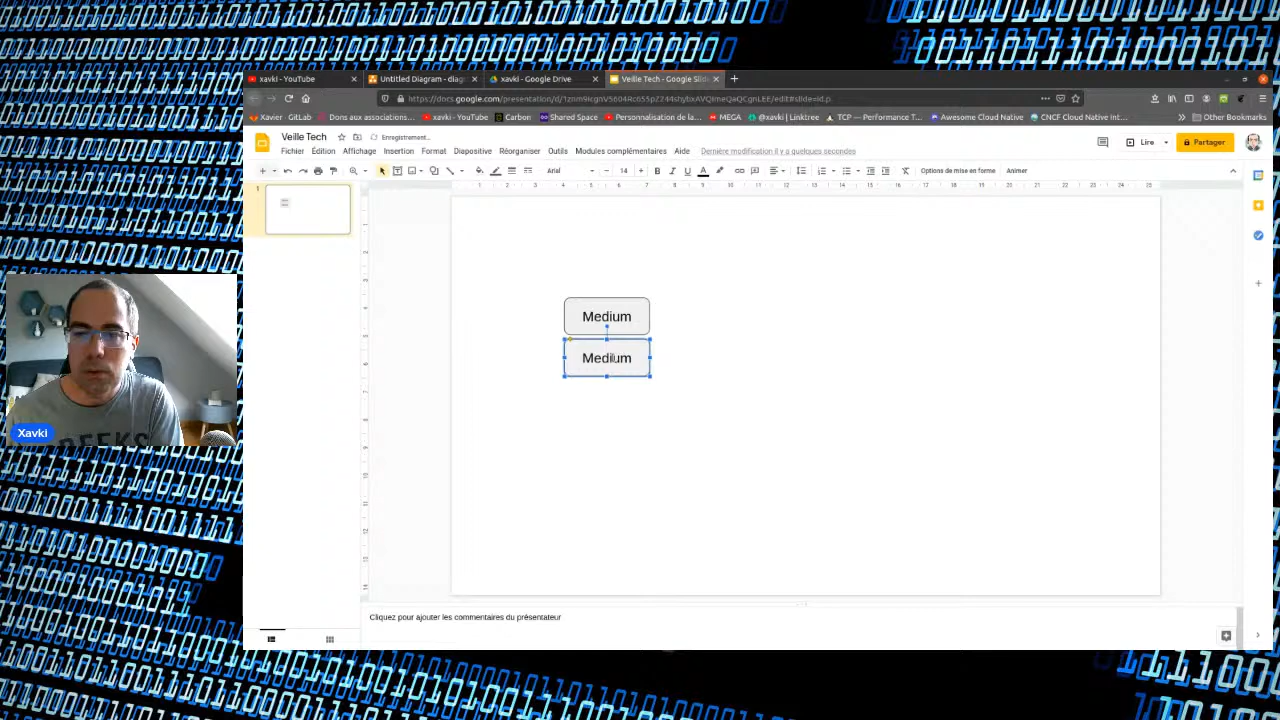 xavki - YouTube
Untitled Diagram - diag
xavki - Google Drive
Veille Tech - Google Slid
Xavier · GitLab
Dons aux associations...
xavki - YouTube
Carbon
Shared Space
Personnalisation de la...
MEGA
@xavki | Linktree
TCP — Performance T...
Awesome Cloud Native
CNCF Cloud Native Int...
Other Bookmarks
Veille Tech
Enregistrement...
Fichier
Édition
Affichage
Insertion
Format
Diapositive
Réorganiser
Outils
Modules complémentaires
Aide
Dernière modification il y a quelques secondes
Lire
Partager
Arial
14
Options de mise en forme
Animer
1
Medium
Medium
Xavki
GEEKS
Cliquez pour ajouter les commentaires du présentateur